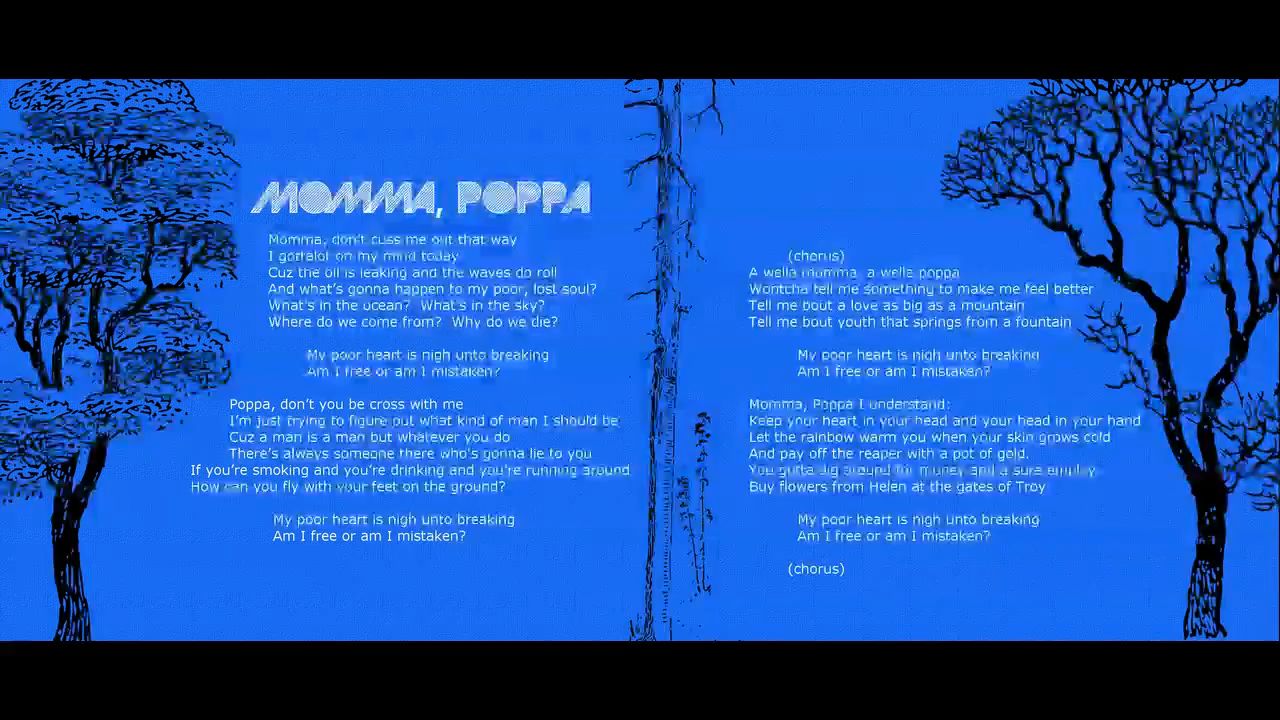 MOMMA, POPPA
Momma, don't cuss me out that way
I gottalot on my mind today
Cuz the oil is leaking and the waves do roll
And what's gonna happen to my poor, lost soul?
What's in the ocean?  What's in the sky?
Where do we come from?  Why do we die?
My poor heart is nigh unto breaking
Am I free or am I mistaken?
Poppa, don't you be cross with me
I'm just trying to figure out what kind of man I should be
Cuz a man is a man but whatever you do
There's always someone there who's gonna lie to you
If you're smoking and you're drinking and you're running around
How can you fly with your feet on the ground?
My poor heart is nigh unto breaking
Am I free or am I mistaken?
(chorus)
A wella momma, a wella poppa
Wontcha tell me something to make me feel better
Tell me bout a love as big as a mountain
Tell me bout youth that springs from a fountain
My poor heart is nigh unto breaking
Am I free or am I mistaken?
Momma, Poppa I understand:
Keep your heart in your head and your head in your hand
Let the rainbow warm you when your skin grows cold
And pay off the reaper with a pot of gold.
You gotta dig around for money and a sure
Buy flowers from Helen at the gates of Troy
My poor heart is nigh unto breaking
Am I free or am I mistaken?
(chorus)